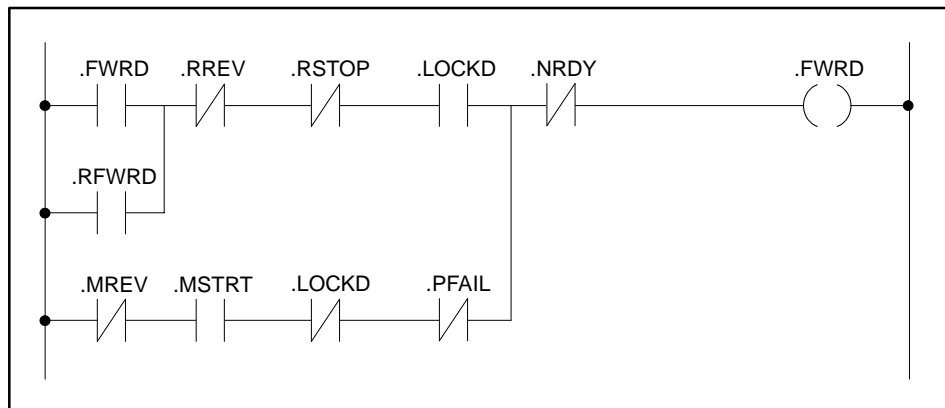 .FWRD .RREV .RSTOP .LOCKD .NRDY .FWRD
.RFWRD
.MREV .MSTRT .LOCKD .PFAIL